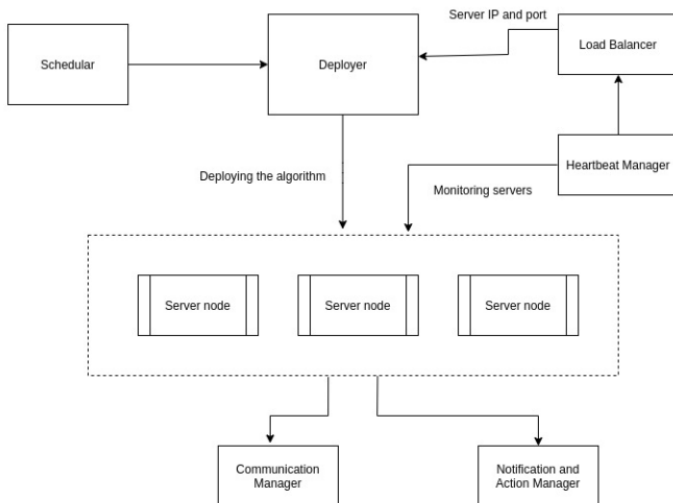 Server IP and port
Schedular
Deployer
Load Balancer
Deploying the algorithm
Heartbeat Manager
Monitoring servers
Server node
Server node
Server node
Communication
Manager
Notification and
Action Manager